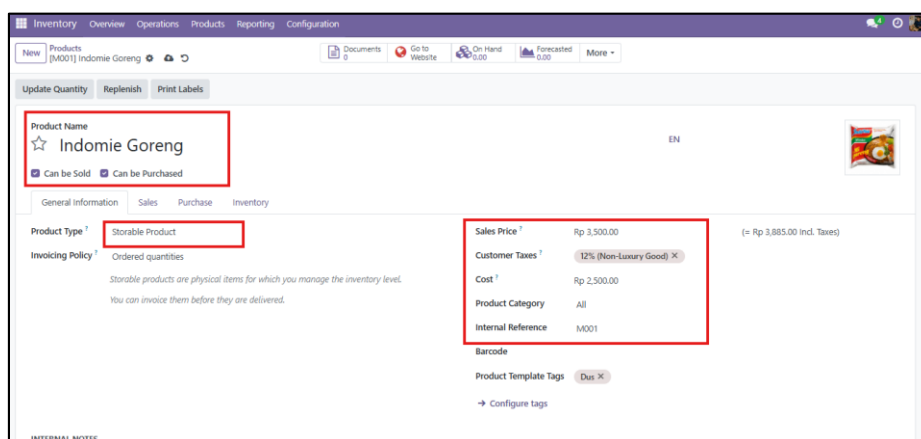 Inventory Overview Operations Products Reporting Configuration
New Products Documents Go to On Hand Forecasted More
[M001] Indomie Goreng 0 Website 0.00 0.00
Update Quantity Replenish Print Labels
Product Name
Indomie Goreng EN
Can be Sold Can be Purchased
General Information Sales Purchase Inventory
Product Type ? Storable Product Sales Price ? Rp 3,500.00 (= Rp 3,885.00 Incl. Taxes)
Invoicing Policy ? Ordered quantities Customer Taxes ? 12% (Non-Luxury Good) ×
Storable products are physical items for which you manage the inventory level. Cost ? Rp 2,500.00
You can invoice them before they are delivered. Product Category All
Internal Reference M001
Barcode
Product Template Tags Dus ×
→ Configure tags
INTERNAL NOTES